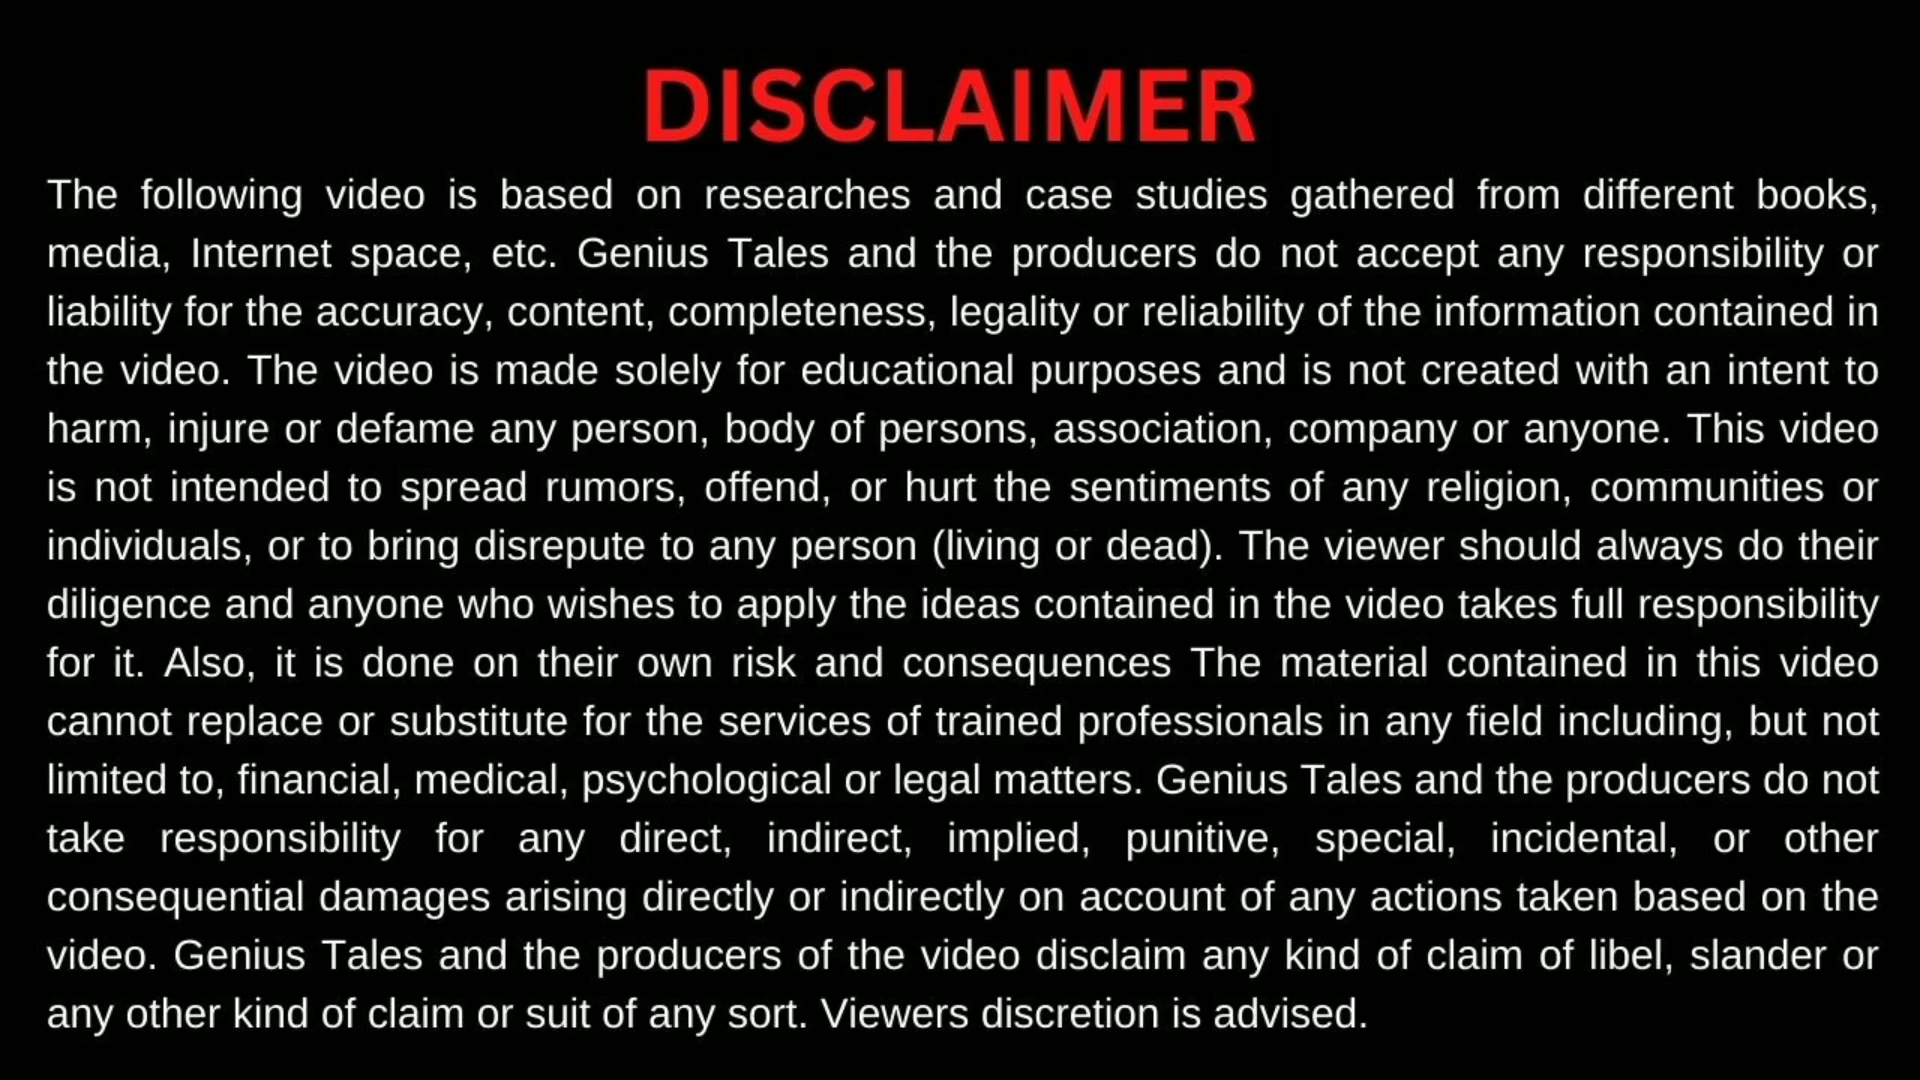 DISCLAIMER
The following video is based on researches and case studies gathered from different books,
media, Internet space, etc. Genius Tales and the producers do not accept any responsibility or
liability for the accuracy, content, completeness, legality or reliability of the information contained in
the video. The video is made solely for educational purposes and is not created with an intent to
harm, injure or defame any person, body of persons, association, company or anyone. This video
is not intended to spread rumors, offend, or hurt the sentiments of any religion, communities or
individuals, or to bring disrepute to any person (living or dead). The viewer should always do their
diligence and anyone who wishes to apply the ideas contained in the video takes full responsibility
for it. Also, it is done on their own risk and consequences The material contained in this video
cannot replace or substitute for the services of trained professionals in any field including, but not
limited to, financial, medical, psychological or legal matters. Genius Tales and the producers do not
take responsibility for any direct, indirect, implied, punitive, special, incidental, or other
consequential damages arising directly or indirectly on account of any actions taken based on the
video. Genius Tales and the producers of the video disclaim any kind of claim of libel, slander or
any other kind of claim or suit of any sort. Viewers discretion is advised.